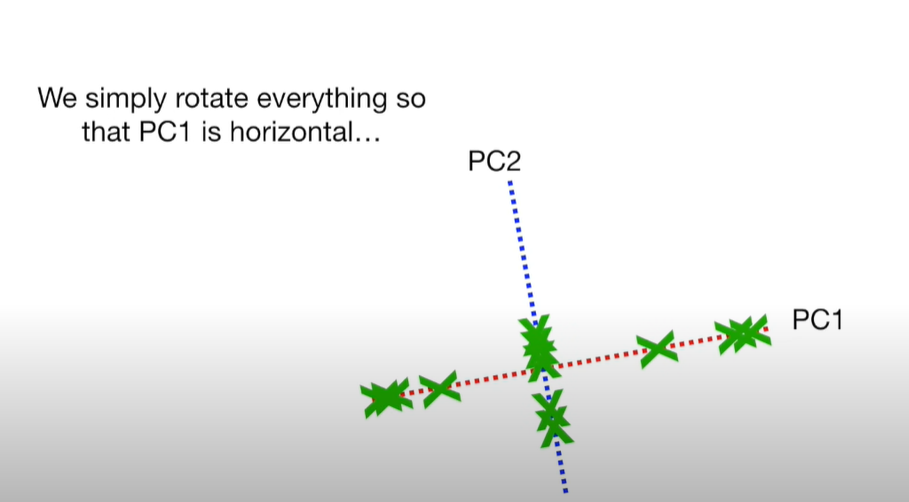 We simply rotate everything so
that PC1 is horizontal…
PC2
PC1